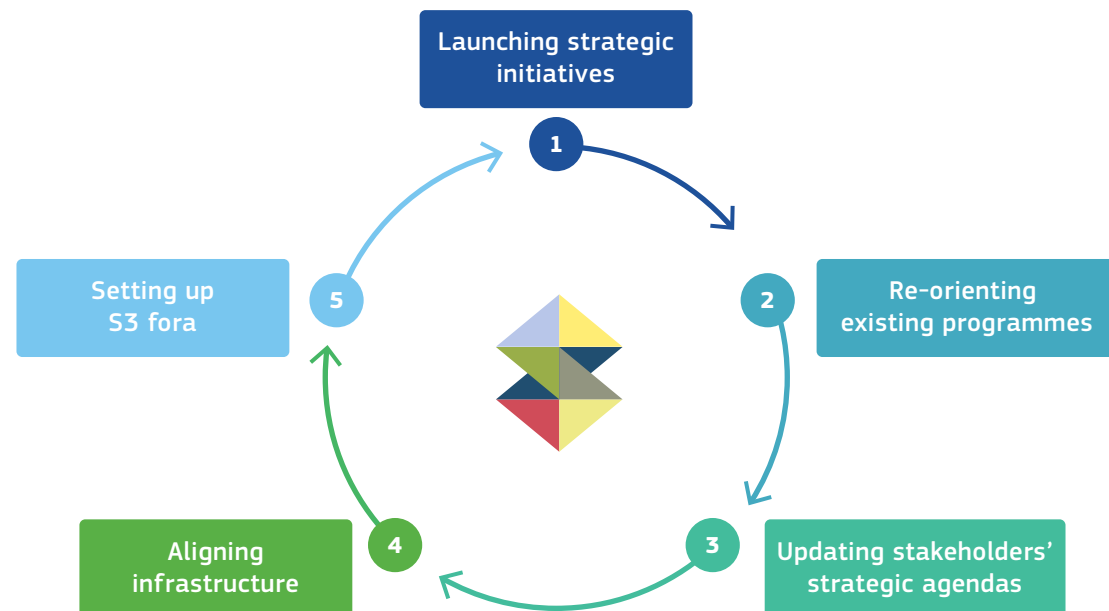 Launching strategic
initiatives
1
2
Re-orienting
existing programmes
3
Updating stakeholders’
strategic agendas
4
Aligning
infrastructure
5
Setting up
S3 fora